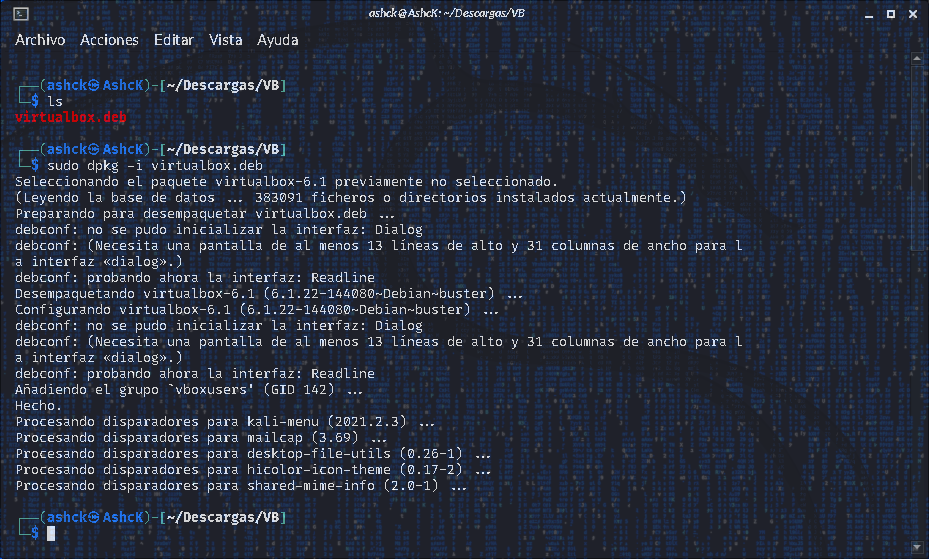 ashck@AshcK: ~/Descargas/VB
Archivo Acciones Editar Vista Ayuda
┌──(ashck㉿AshcK)-[~/Descargas/VB]
└─$ ls
virtualbox.deb
┌──(ashck㉿AshcK)-[~/Descargas/VB]
└─$ sudo dpkg -i virtualbox.deb
Seleccionando el paquete virtualbox-6.1 previamente no seleccionado.
(Leyendo la base de datos ... 383091 ficheros o directorios instalados actualmente.)
Preparando para desempaquetar virtualbox.deb ...
debconf: no se pudo inicializar la interfaz: Dialog
debconf: (Necesita una pantalla de al menos 13 líneas de alto y 31 columnas de ancho para l
a interfaz «dialog».)
debconf: probando ahora la interfaz: Readline
Desempaquetando virtualbox-6.1 (6.1.22-144080~Debian~buster) ...
Configurando virtualbox-6.1 (6.1.22-144080~Debian~buster) ...
debconf: no se pudo inicializar la interfaz: Dialog
debconf: (Necesita una pantalla de al menos 13 líneas de alto y 31 columnas de ancho para l
a interfaz «dialog».)
debconf: probando ahora la interfaz: Readline
Añadiendo el grupo `vboxusers' (GID 142) ...
Hecho.
Procesando disparadores para kali-menu (2021.2.3) ...
Procesando disparadores para mailcap (3.69) ...
Procesando disparadores para desktop-file-utils (0.26-1) ...
Procesando disparadores para hicolor-icon-theme (0.17-2) ...
Procesando disparadores para shared-mime-info (2.0-1) ...
┌──(ashck㉿AshcK)-[~/Descargas/VB]
└─$